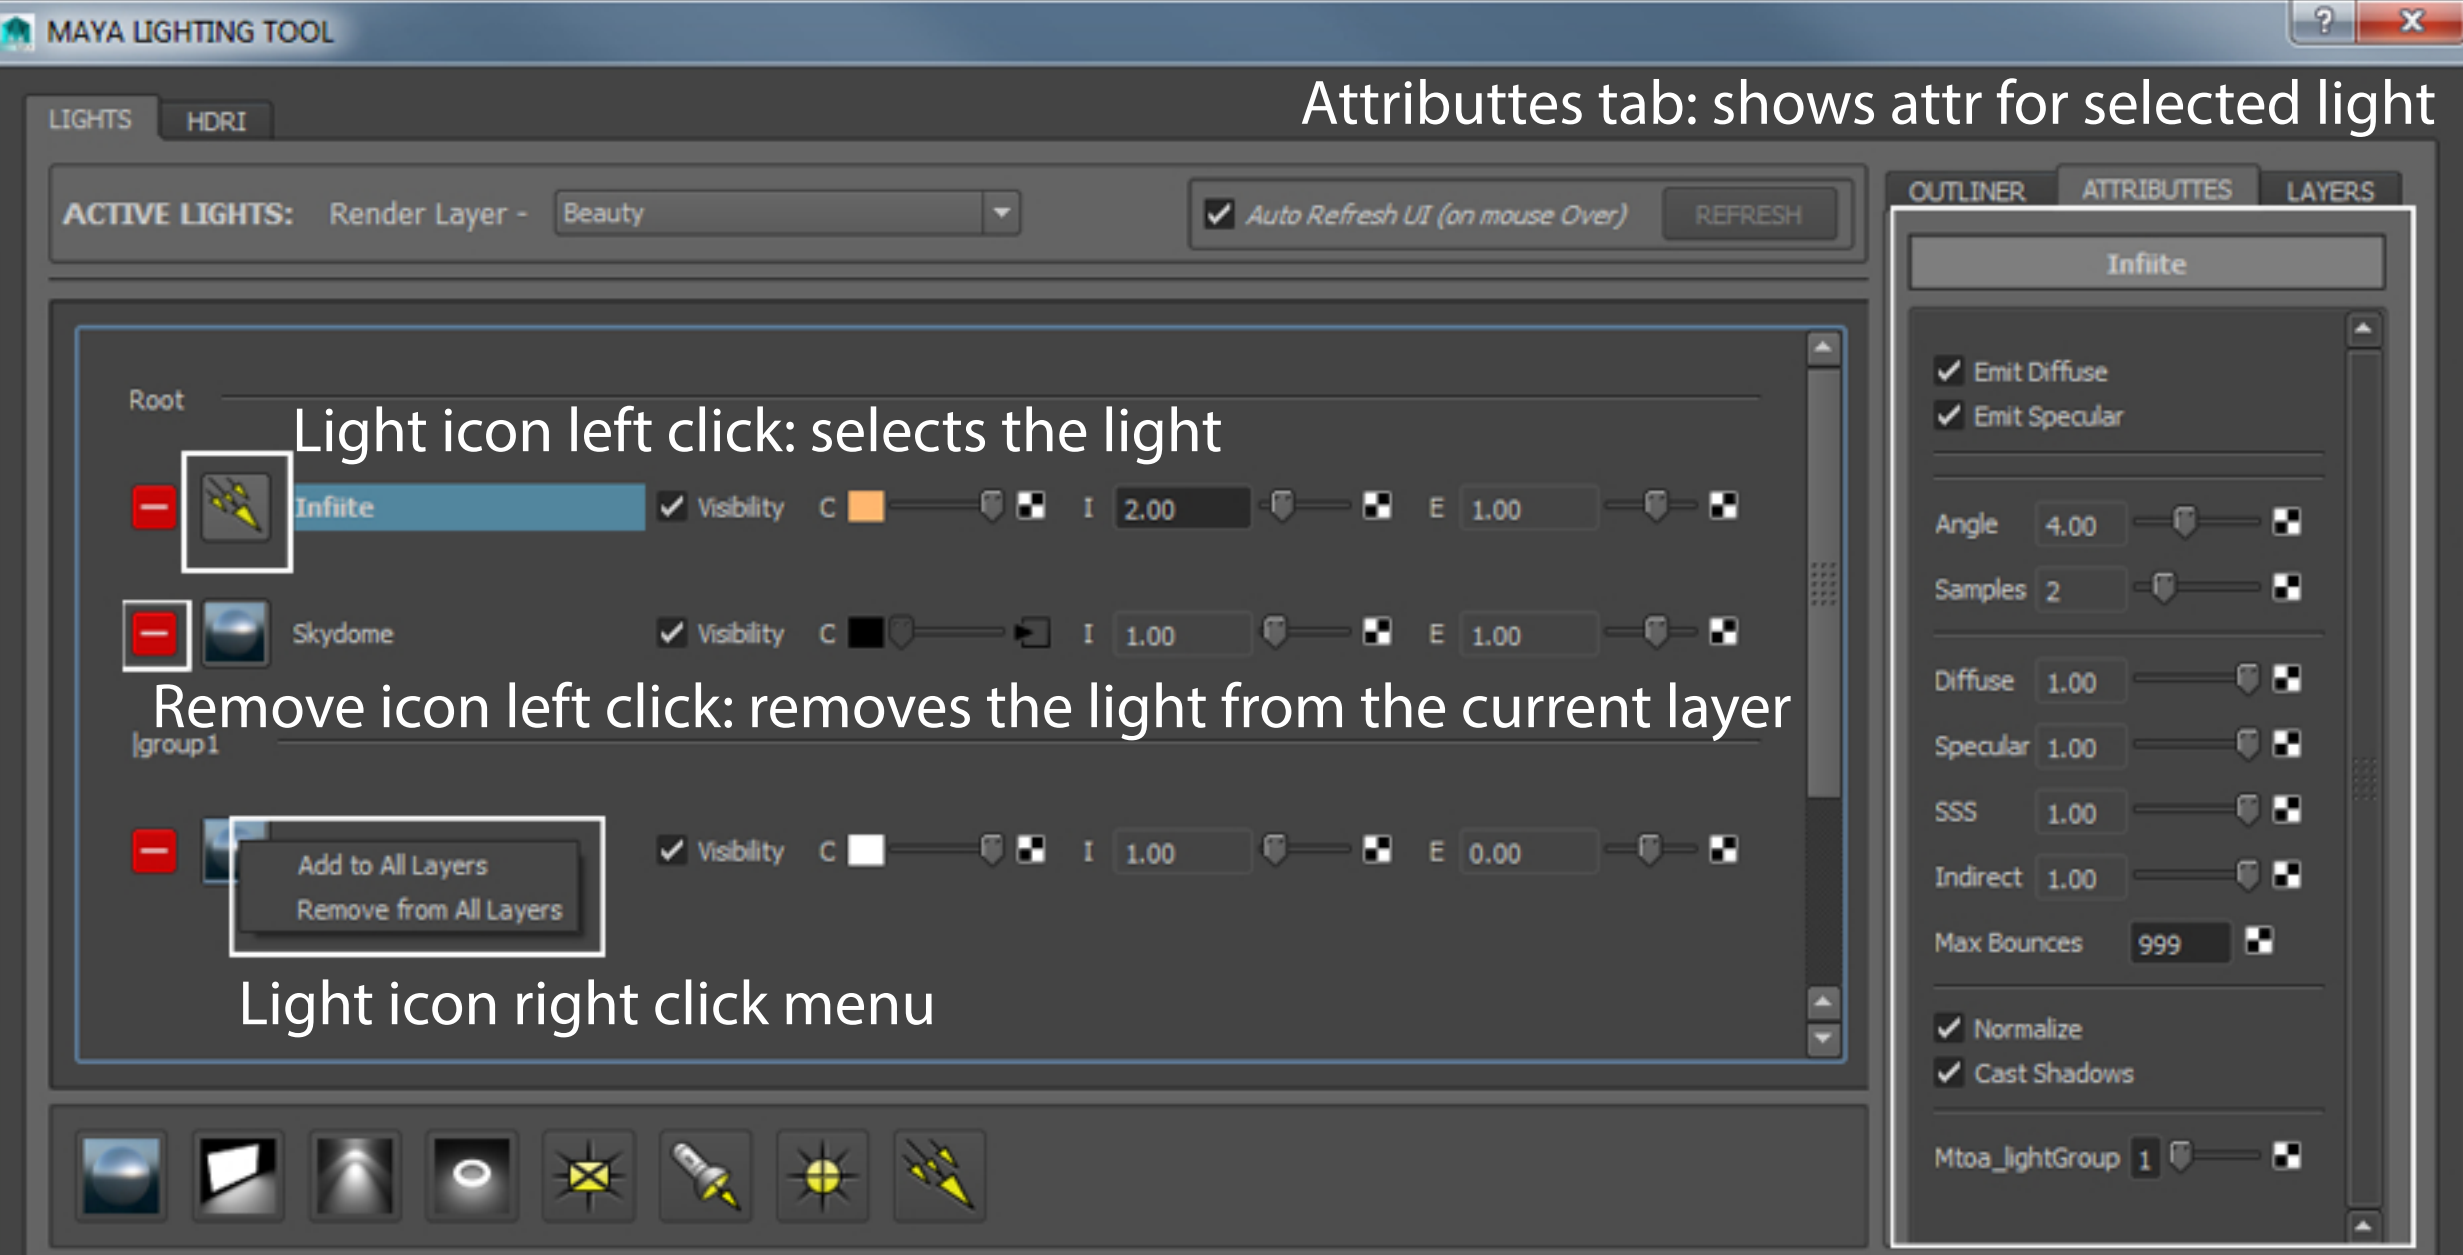 MAYA LIGHTING TOOL
?
x
LIGHTS
HDRI
Attributtes tab: shows attr for selected light
ACTIVE LIGHTS: Render Layer - Beauty
Auto Refresh UI (on mouse Over)
REFRESH
OUTLINER
ATTRIBUTTES
LAYERS
Root
Light icon left click: selects the light
Infiite Visibility C I 2.00 E 1.00
Skydome Visibility C I 1.00 E 1.00
Remove icon left click: removes the light from the current layer
|group1
Visibility C I 1.00 E 0.00
Add to All Layers
Remove from All Layers
Light icon right click menu
Infiite
Emit Diffuse
Emit Specular
Angle 4.00
Samples 2
Diffuse 1.00
Specular 1.00
SSS 1.00
Indirect 1.00
Max Bounces 999
Normalize
Cast Shadows
Mtoa_lightGroup 1